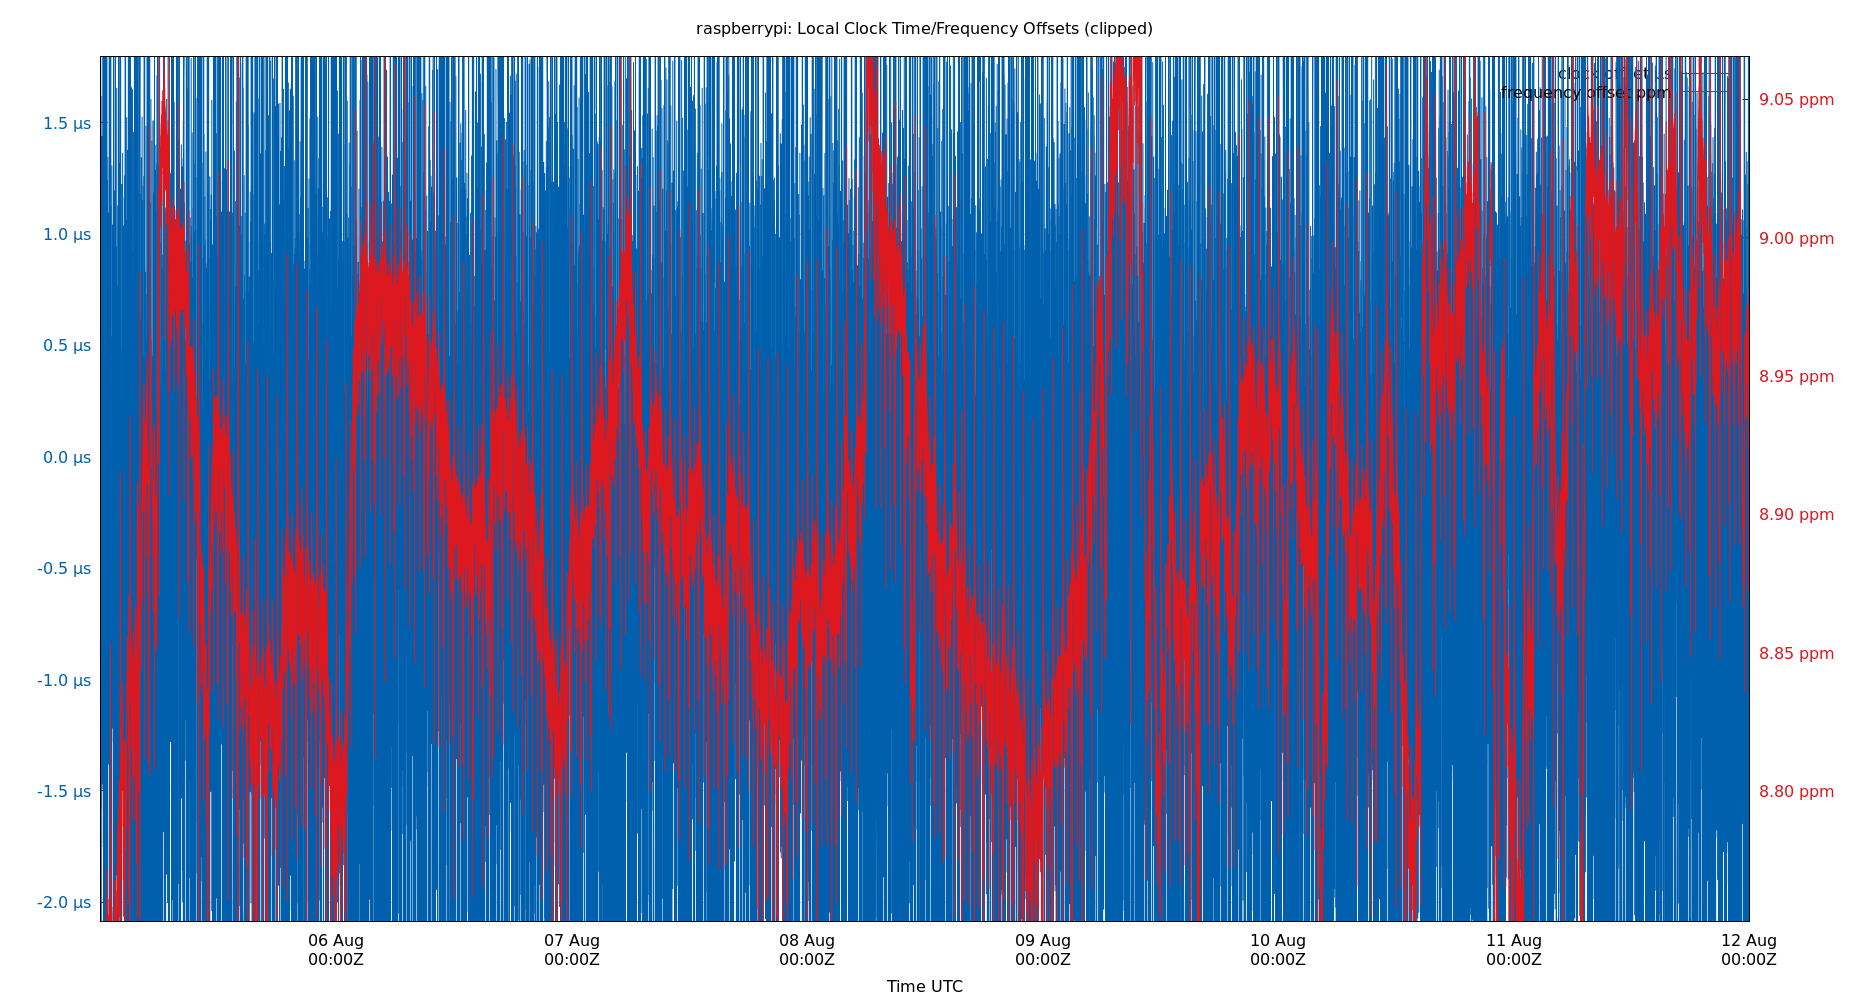 raspberrypi: Local Clock Time/Frequency Offsets (clipped)
clock offset us
frequency offset ppm
1.5 µs
1.0 µs
0.5 µs
0.0 µs
-0.5 µs
-1.0 µs
-1.5 µs
-2.0 µs
9.05 ppm
9.00 ppm
8.95 ppm
8.90 ppm
8.85 ppm
8.80 ppm
06 Aug 07 Aug 08 Aug 09 Aug 10 Aug 11 Aug 12 Aug
00:00Z 00:00Z 00:00Z 00:00Z 00:00Z 00:00Z 00:00Z
Time UTC